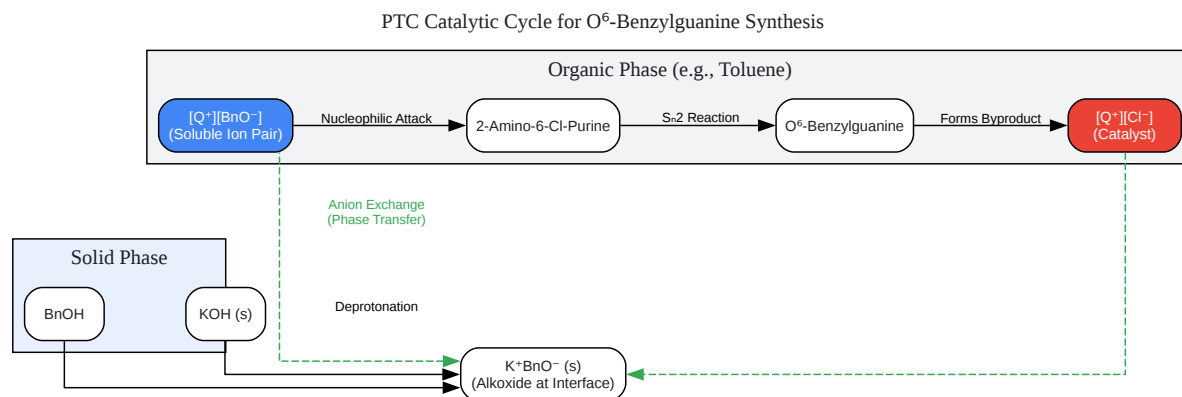 PTC Catalytic Cycle for O⁶-Benzylguanine Synthesis
Organic Phase (e.g., Toluene)
[Q⁺][BnO⁻]
(Soluble Ion Pair)
Nucleophilic Attack
2-Amino-6-Cl-Purine
Sₙ2 Reaction
O⁶-Benzylguanine
Forms Byproduct
[Q⁺][Cl⁻]
(Catalyst)
Anion Exchange
(Phase Transfer)
Solid Phase
BnOH
KOH (s)
Deprotonation
K⁺BnO⁻ (s)
(Alkoxide at Interface)